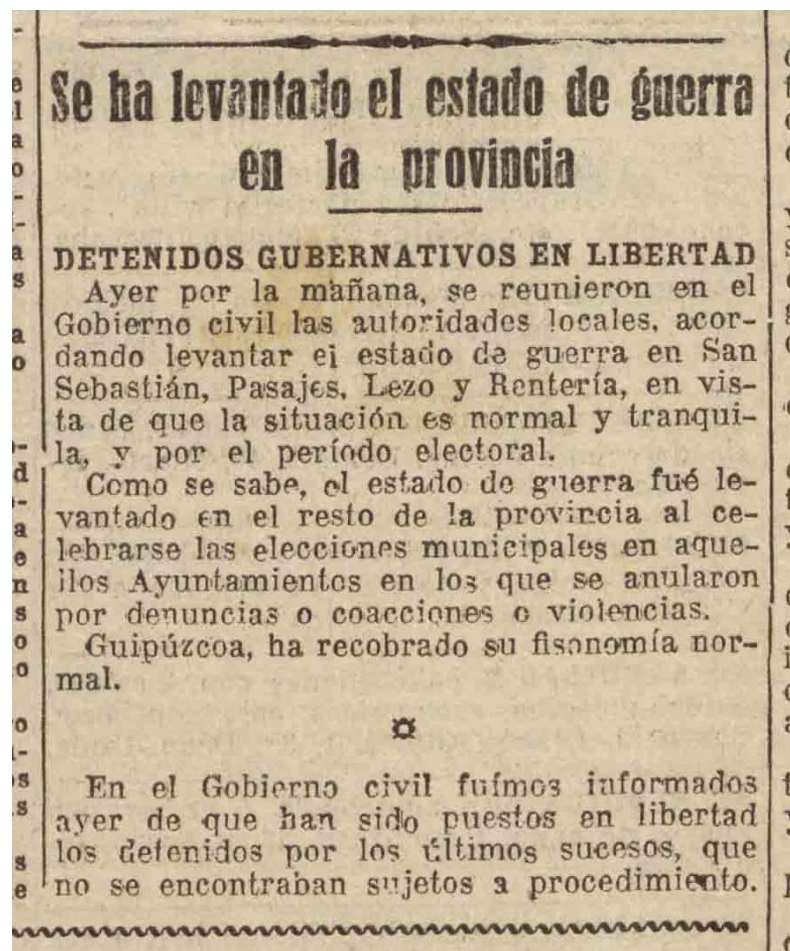 Se ha levantado el estado de guerra
en la provincia
DETENIDOS GUBERNATIVOS EN LIBERTAD
Ayer por la mañana, se reunieron en el
Gobierno civil las autoridades locales, acor-
dando levantar el estado de guerra en San
Sebastián, Pasajes, Lezo y Rentería, en vis-
ta de que la situación es normal y tranqui-
la, y por el período electoral.
Como se sabe, el estado de guerra fué le-
vantado en el resto de la provincia al ce-
lebrarse las elecciones municipales en aque-
llos Ayuntamientos en los que se anularon
por denuncias o coacciones o violencias.
Guipúzcoa, ha recobrado su fisonomía nor-
mal.
En el Gobierno civil fuímos informados
ayer de que han sido puestos en libertad
los detenidos por los últimos sucesos, que
no se encontraban sujetos a procedimiento.